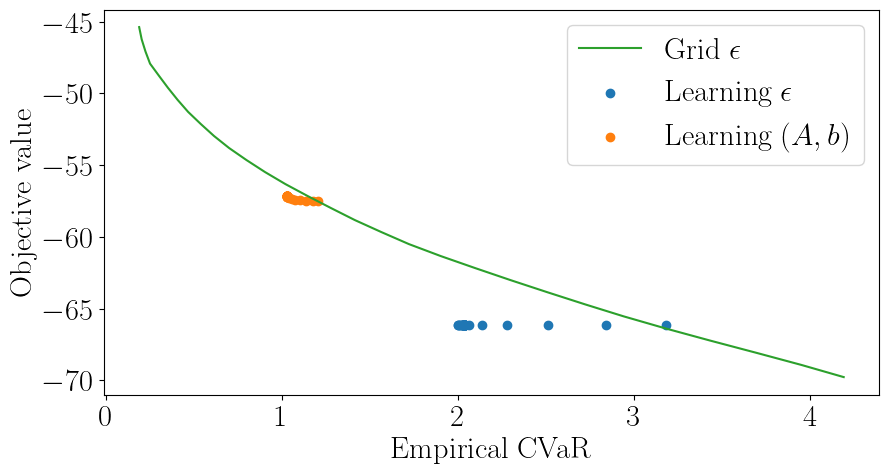 Grid ϵ
Learning ϵ
Learning (A, b)
Objective value
−45
−50
−55
−60
−65
−70
0 1 2 3 4
Empirical CVaR